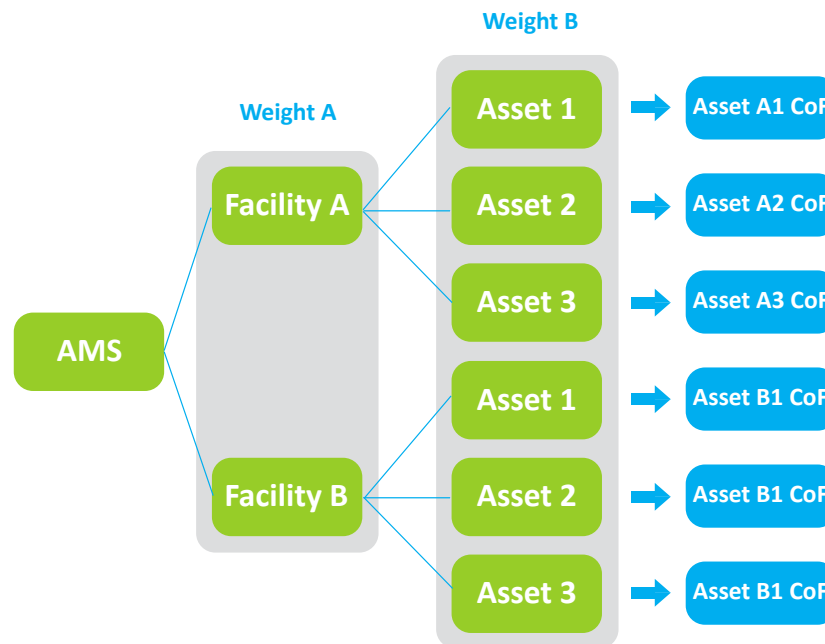 Weight B
Weight A
Asset 1
Asset A1 CoF
Facility A
Asset 2
Asset A2 CoF
Asset 3
Asset A3 CoF
AMS
Asset 1
Asset B1 CoF
Facility B
Asset 2
Asset B1 CoF
Asset 3
Asset B1 CoF